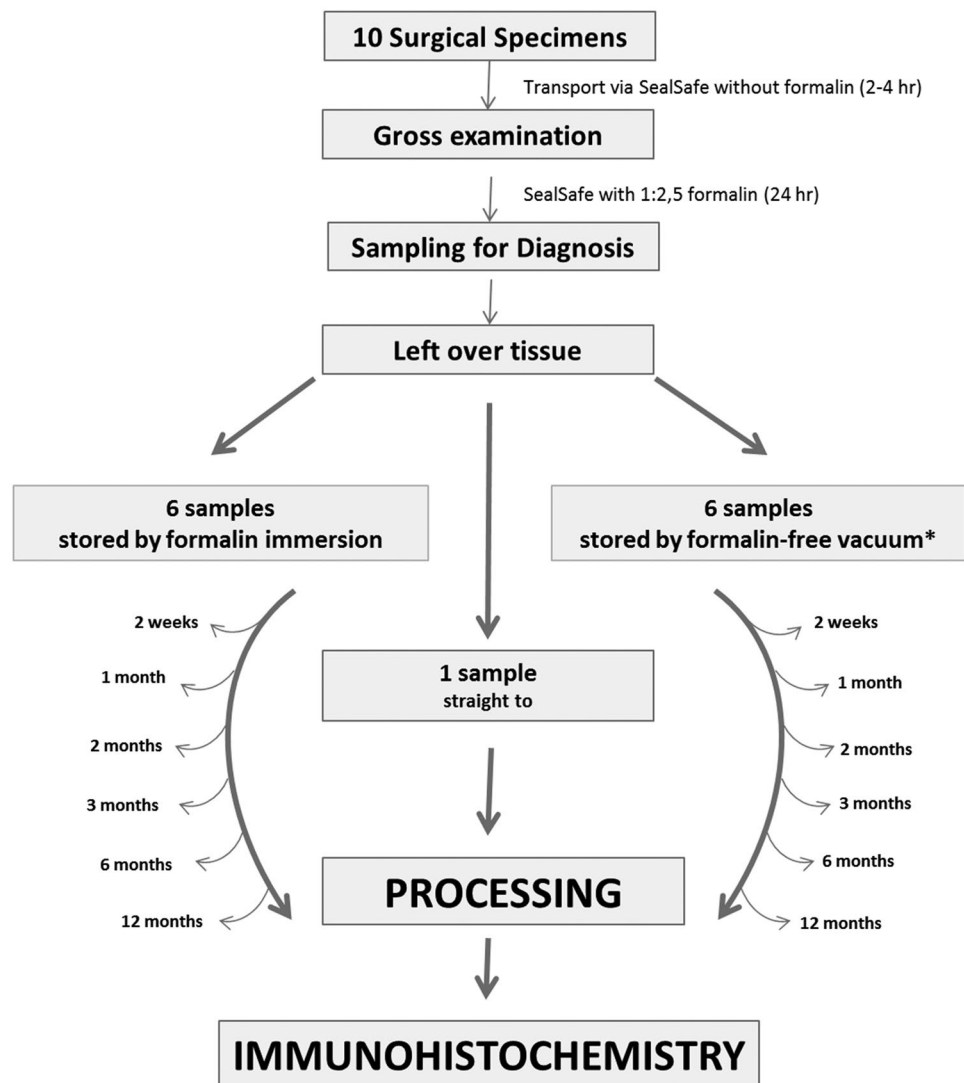 10 Surgical Specimens
Transport via SealSafe without formalin (2-4 hr)
Gross examination
SealSafe with 1:2,5 formalin (24 hr)
Sampling for Diagnosis
Left over tissue
6 samples
stored by formalin immersion
6 samples
stored by formalin-free vacuum*
2 weeks
1 month
2 months
3 months
6 months
12 months
1 sample
straight to
2 weeks
1 month
2 months
3 months
6 months
12 months
PROCESSING
IMMUNOHISTOCHEMISTRY